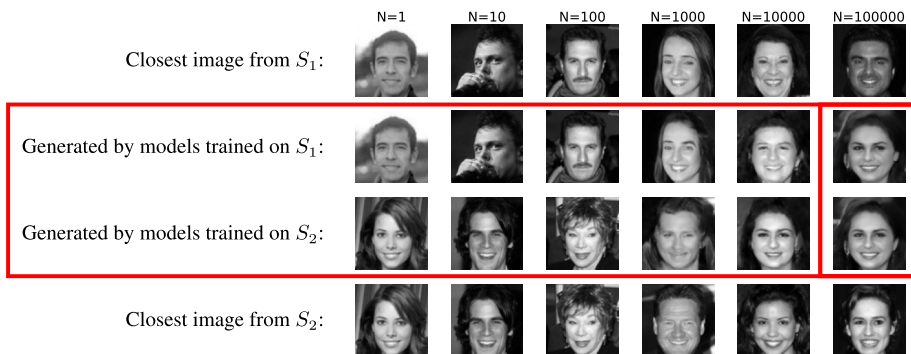 N=1 N=10 N=100 N=1000 N=10000 N=100000
Closest image from S₁:
Generated by models trained on S₁:
Generated by models trained on S₂:
Closest image from S₂: